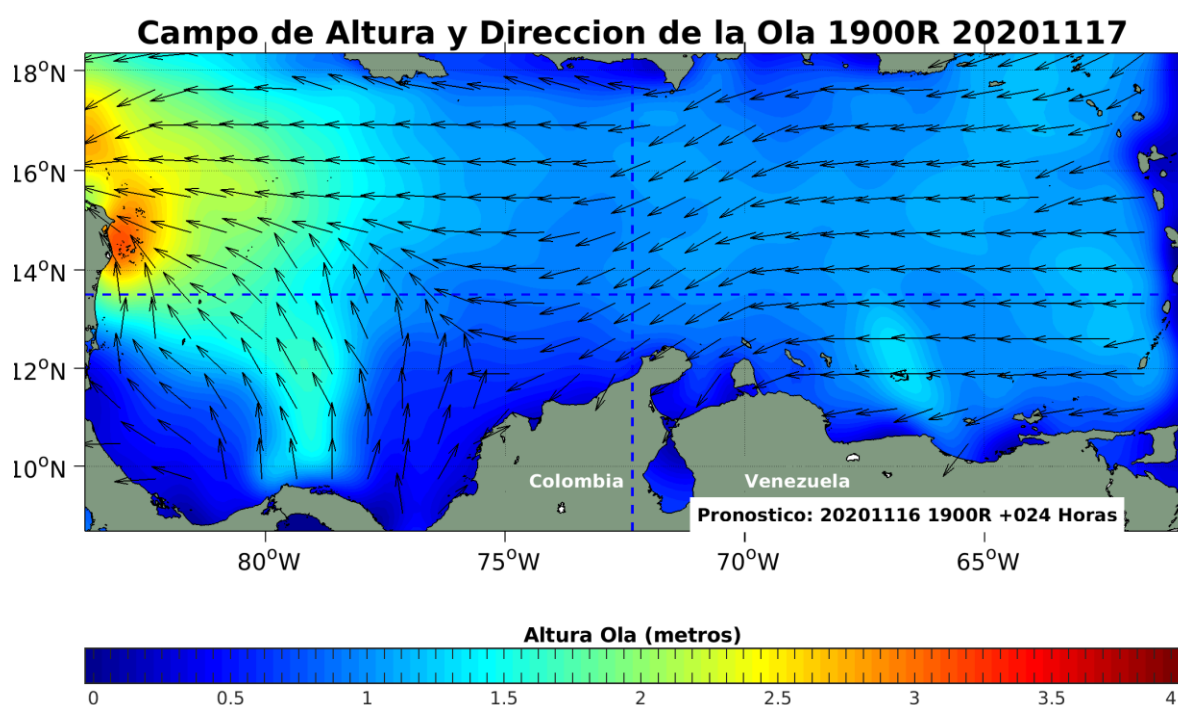 Campo de Altura y Direccion de la Ola 1900R 20201117
18°N
16°N
14°N
12°N
10°N
Colombia
Venezuela
Pronostico: 20201116 1900R +024 Horas
80°W 75°W 70°W 65°W
Altura Ola (metros)
0 0.5 1 1.5 2 2.5 3 3.5 4